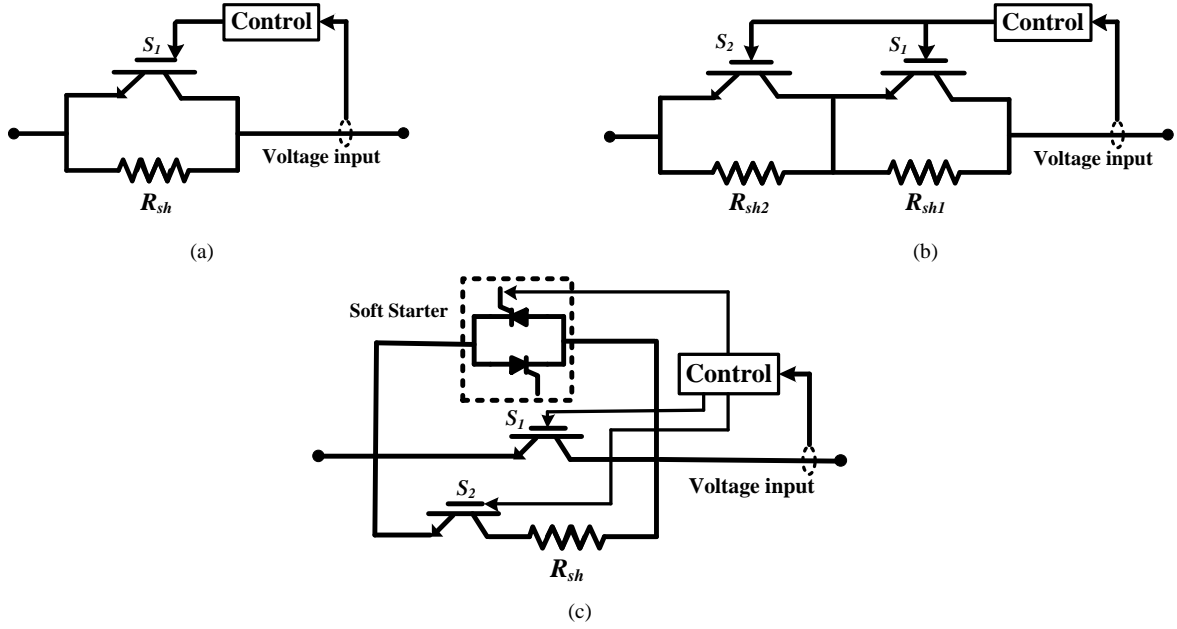 Control
S1
Voltage input
Rsh
(a)
Control
S2
S1
Voltage input
Rsh2
Rsh1
(b)
Soft Starter
Control
S1
S2
Voltage input
Rsh
(c)